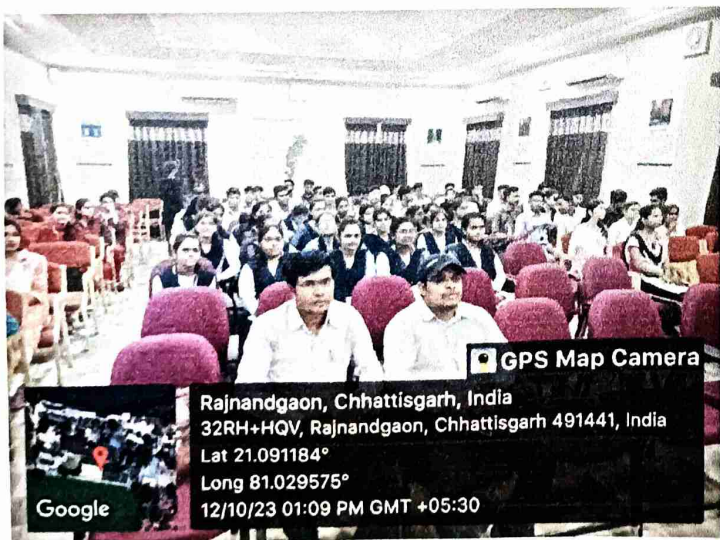 GPS Map Camera
Rajnandgaon, Chhattisgarh, India
32RH+HQV, Rajnandgaon, Chhattisgarh 491441, India
Lat 21.091184°
Long 81.029575°
12/10/23 01:09 PM GMT +05:30
Google